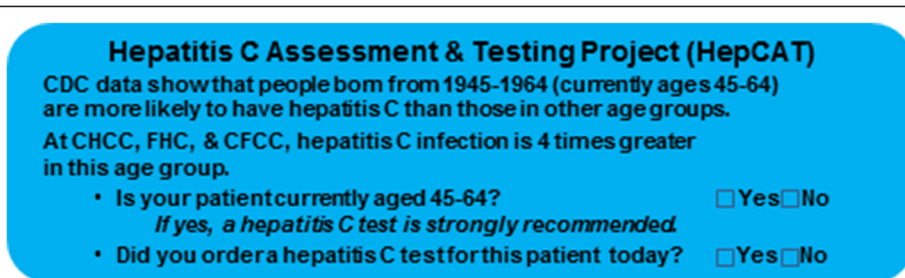 Hepatitis C Assessment & Testing Project (HepCAT)
CDC data show that people born from 1945-1964 (currently ages 45-64)
are more likely to have hepatitis C than those in other age groups.
At CHCC, FHC, & CFCC, hepatitis C infection is 4 times greater
in this age group.
• Is your patient currently aged 45-64? □Yes□No
If yes, a hepatitis C test is strongly recommended.
• Did you order a hepatitis C test for this patient today? □Yes□No